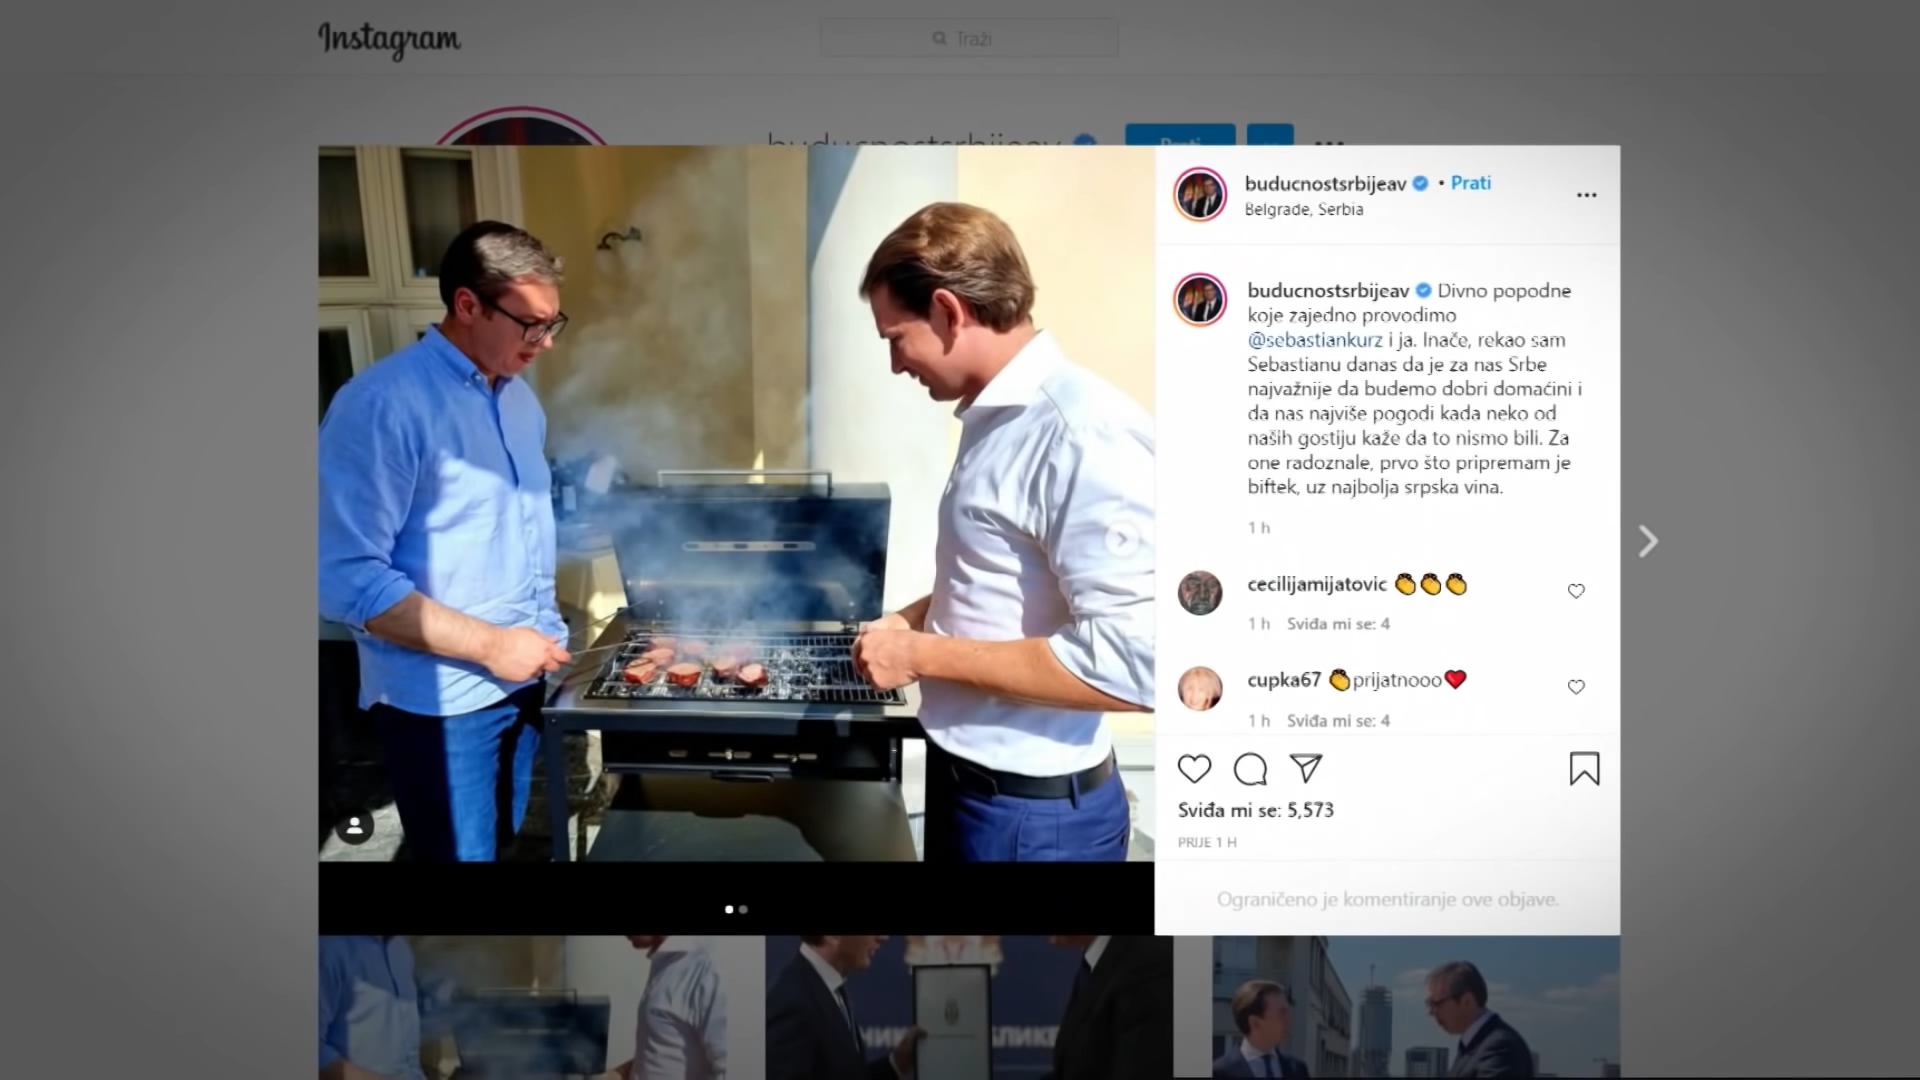 Instagram
Traži
buducnostsrbijeav
Prati
buducnostsrbijeav • Prati
Belgrade, Serbia
buducnostsrbijeav Divno popodne
koje zajedno provodimo
@sebastiankurz i ja. Inače, rekao sam
Sebastianu danas da je za nas Srbe
najvažnije da budemo dobri domaćini i
da nas najviše pogodi kada neko od
naših gostiju kaže da to nismo bili. Za
one radoznale, prvo što pripremam je
biftek, uz najbolja srpska vina.
1 h
cecilijamijatovic 👏👏👏
1 h Sviđa mi se: 4
cupka67 👏prijatnooo❤️
1 h Sviđa mi se: 4
Sviđa mi se: 5,573
PRIJE 1 H
Ograničeno je komentiranje ove objave.